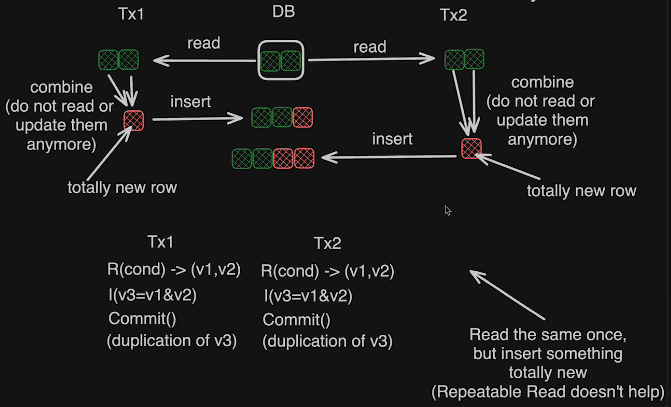 Tx1
DB
Tx2
read
read
combine
(do not read or
update them
anymore)
insert
combine
(do not read or
update them
anymore)
insert
totally new row
totally new row
Tx1
Tx2
R(cond) -> (v1,v2)
R(cond) -> (v1,v2)
I(v3=v1&v2)
I(v3=v1&v2)
Commit()
Commit()
(duplication of v3)
(duplication of v3)
Read the same once,
but insert something
totally new
(Repeatable Read doesn't help)